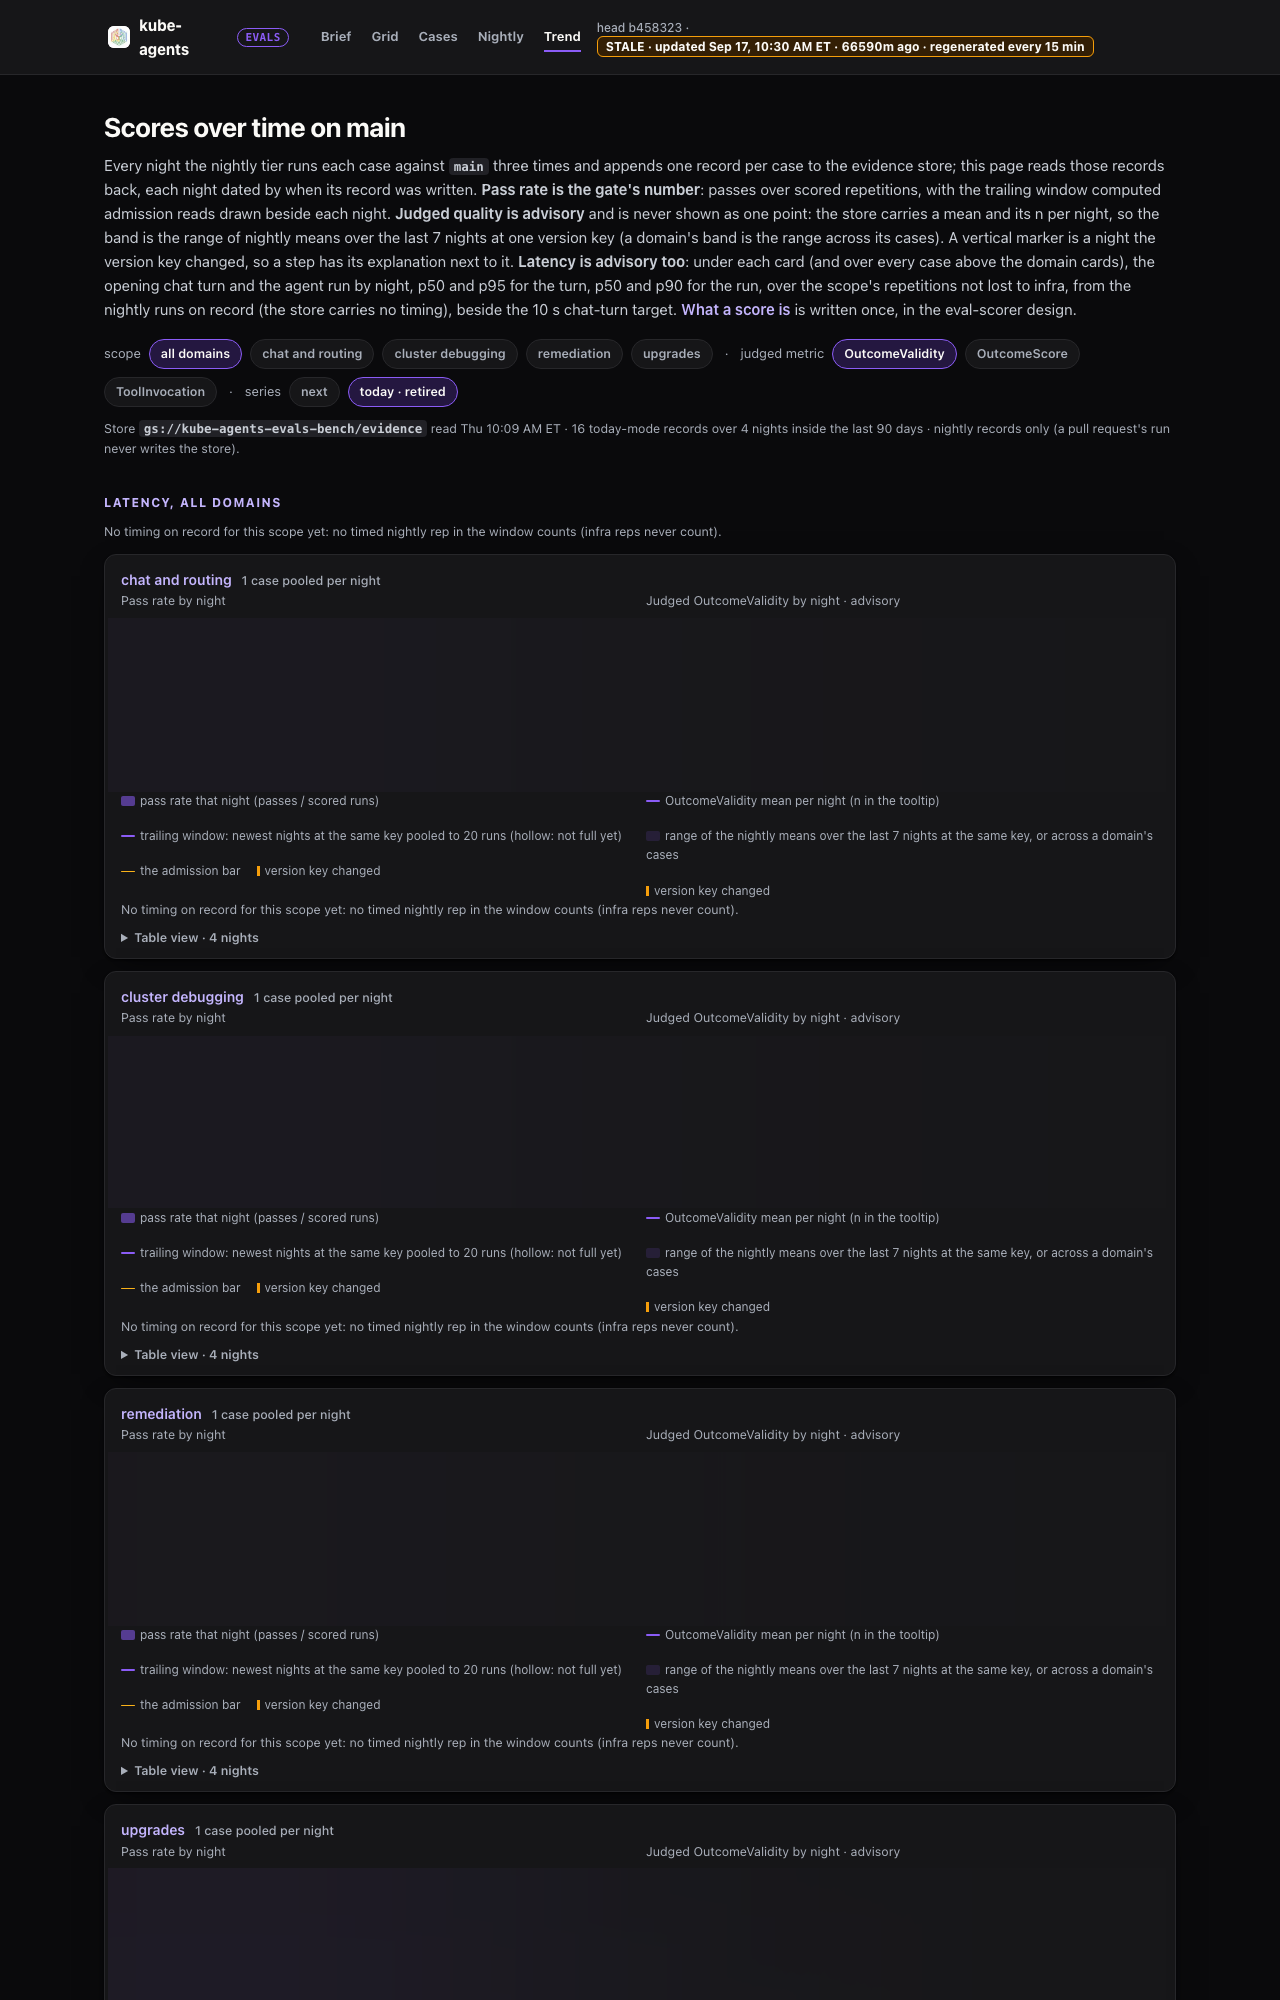 kube-
agents
EVALS
Brief
Grid
Cases
Nightly
Trend
head b458323 ·
STALE · updated Sep 17, 10:30 AM ET · 66590m ago · regenerated every 15 min
Scores over time on main
Every night the nightly tier runs each case against main three times and appends one record per case to the evidence store; this page reads those records
back, each night dated by when its record was written. Pass rate is the gate's number: passes over scored repetitions, with the trailing window computed
admission reads drawn beside each night. Judged quality is advisory and is never shown as one point: the store carries a mean and its n per night, so the
band is the range of nightly means over the last 7 nights at one version key (a domain's band is the range across its cases). A vertical marker is a night the
version key changed, so a step has its explanation next to it. Latency is advisory too: under each card (and over every case above the domain cards), the
opening chat turn and the agent run by night, p50 and p95 for the turn, p50 and p90 for the run, over the scope's repetitions not lost to infra, from the
nightly runs on record (the store carries no timing), beside the 10 s chat-turn target. What a score is is written once, in the eval-scorer design.
scope all domains chat and routing cluster debugging remediation upgrades · judged metric OutcomeValidity OutcomeScore
ToolInvocation · series next today · retired
Store gs://kube-agents-evals-bench/evidence read Thu 10:09 AM ET · 16 today-mode records over 4 nights inside the last 90 days · nightly records only (a pull request's run
never writes the store).
LATENCY, ALL DOMAINS
No timing on record for this scope yet: no timed nightly rep in the window counts (infra reps never count).
chat and routing 1 case pooled per night
Pass rate by night
Judged OutcomeValidity by night · advisory
pass rate that night (passes / scored runs)
trailing window: newest nights at the same key pooled to 20 runs (hollow: not full yet)
the admission bar version key changed
OutcomeValidity mean per night (n in the tooltip)
range of the nightly means over the last 7 nights at the same key, or across a domain's
cases
version key changed
No timing on record for this scope yet: no timed nightly rep in the window counts (infra reps never count).
Table view · 4 nights
cluster debugging 1 case pooled per night
Pass rate by night
Judged OutcomeValidity by night · advisory
pass rate that night (passes / scored runs)
trailing window: newest nights at the same key pooled to 20 runs (hollow: not full yet)
the admission bar version key changed
OutcomeValidity mean per night (n in the tooltip)
range of the nightly means over the last 7 nights at the same key, or across a domain's
cases
version key changed
No timing on record for this scope yet: no timed nightly rep in the window counts (infra reps never count).
Table view · 4 nights
remediation 1 case pooled per night
Pass rate by night
Judged OutcomeValidity by night · advisory
pass rate that night (passes / scored runs)
trailing window: newest nights at the same key pooled to 20 runs (hollow: not full yet)
the admission bar version key changed
OutcomeValidity mean per night (n in the tooltip)
range of the nightly means over the last 7 nights at the same key, or across a domain's
cases
version key changed
No timing on record for this scope yet: no timed nightly rep in the window counts (infra reps never count).
Table view · 4 nights
upgrades 1 case pooled per night
Pass rate by night
Judged OutcomeValidity by night · advisory